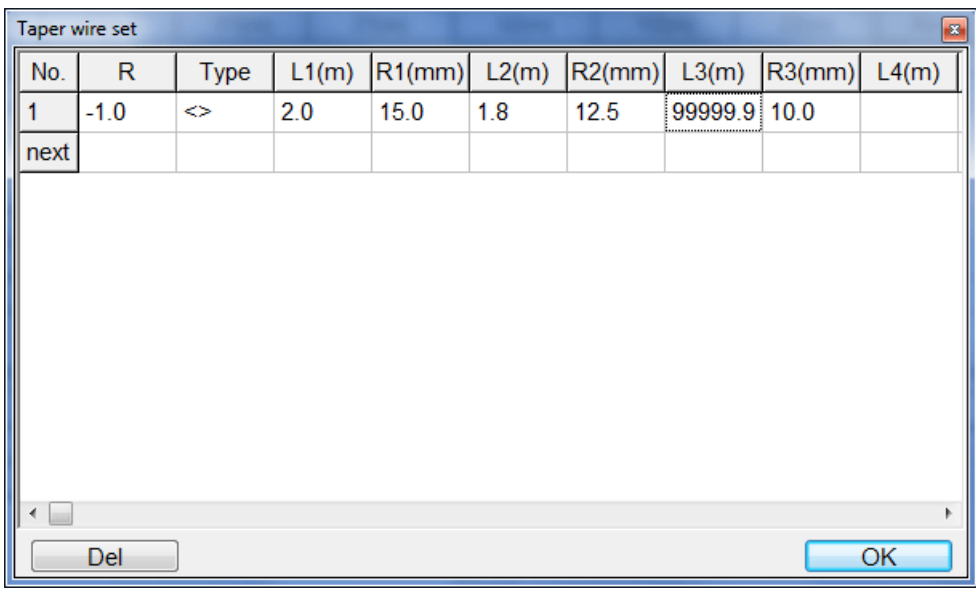 Taper wire set
No. R Type L1(m) R1(mm) L2(m) R2(mm) L3(m) R3(mm) L4(m)
1 -1.0 <> 2.0 15.0 1.8 12.5 99999.9 10.0
next
Del OK